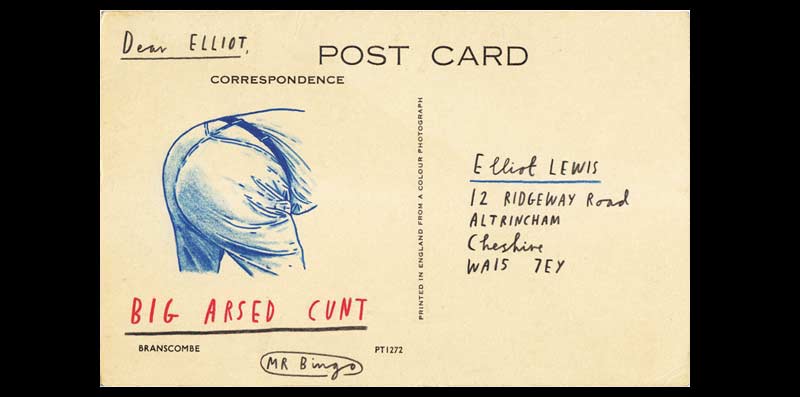 Dear ELLIOT,
POST CARD
CORRESPONDENCE
BIG ARSED CUNT
BRANSCOMBE
PT1272
MR Bingo
PRINTED IN ENGLAND FROM A COLOUR PHOTOGRAPH
Elliot LEWIS
12 RIDGEWAY Road
ALTRINCHAM
Cheshire
WA15 7EY